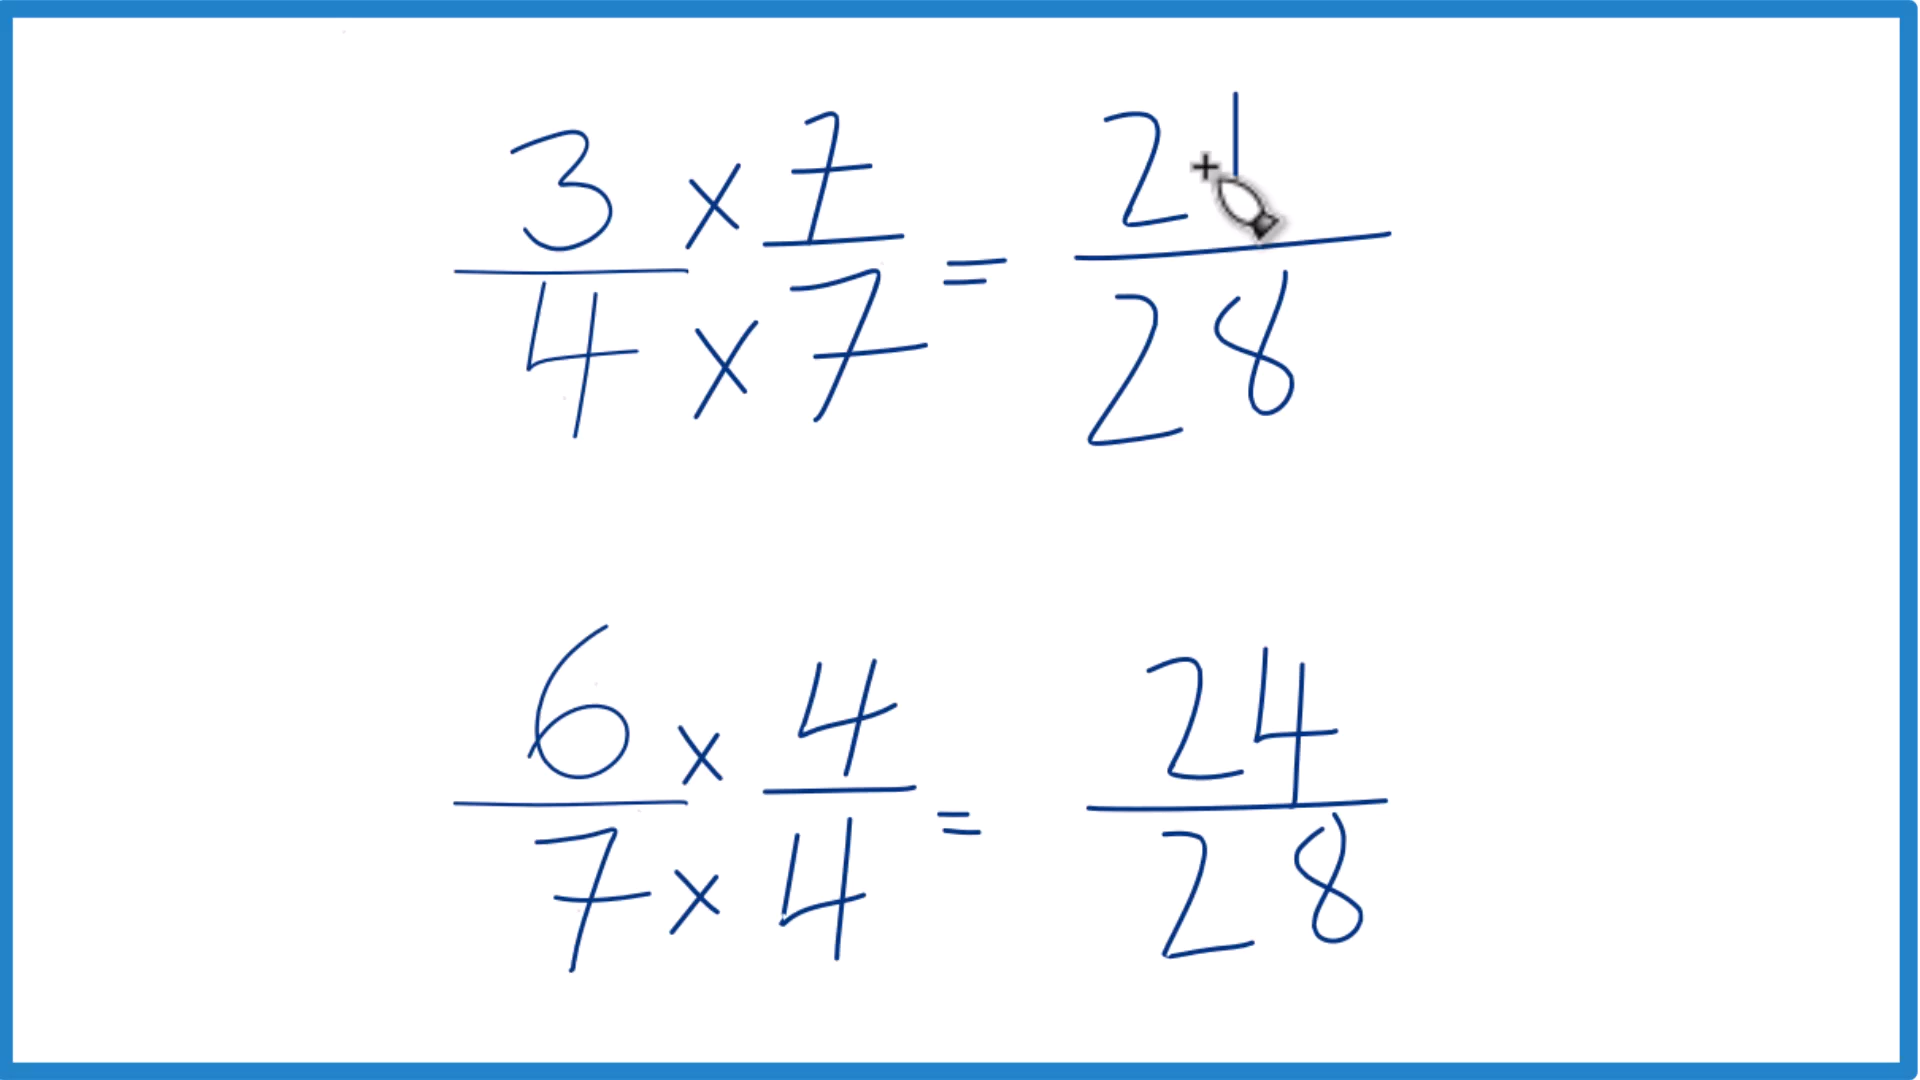 3/4 × 7/7 = 21/28
6/7 × 4/4 = 24/28